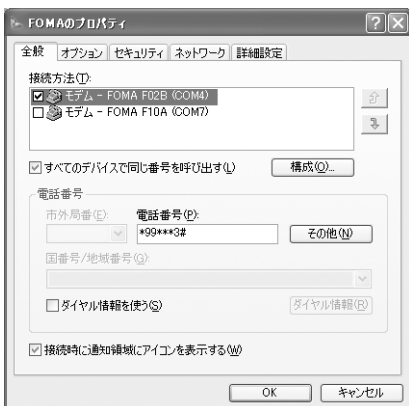 FOMAのプロパティ
全般 オプション セキュリティ ネットワーク 詳細設定
接続方法(T):
モデム - FOMA F02B (COM4)
モデム - FOMA F10A (COM7)
すべてのデバイスで同じ番号を呼び出す(L) 構成(O)...
電話番号
市外局番(E): 電話番号(P):
*99***3# その他(N)
国番号/地域番号(G):
ダイヤル情報を使う(S) ダイヤル情報(R)
接続時に通知領域にアイコンを表示する(W)
OK キャンセル